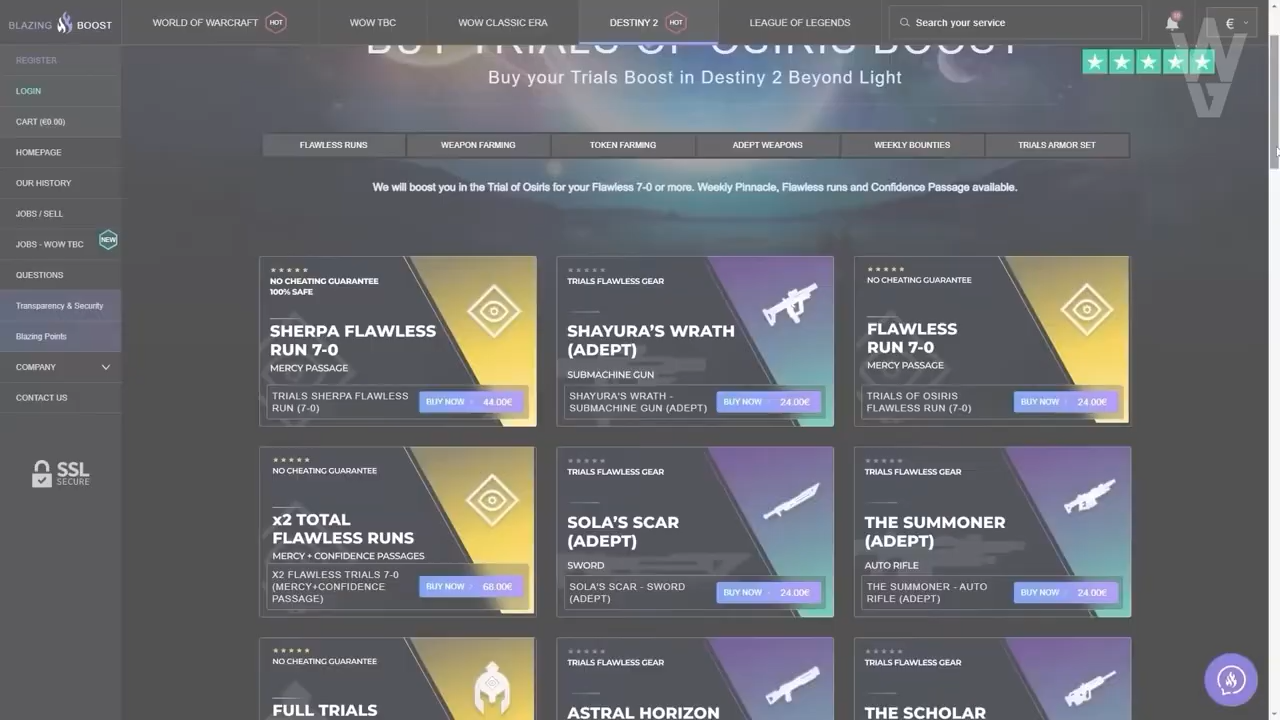 BLAZING BOOST
WORLD OF WARCRAFT HOT
WOW TBC
WOW CLASSIC ERA
DESTINY 2 HOT
LEAGUE OF LEGENDS
Search your service
€
REGISTER
LOGIN
CART (€0.00)
HOMEPAGE
OUR HISTORY
JOBS / SELL
JOBS - WOW TBC NEW
QUESTIONS
Transparency & Security
Blazing Points
COMPANY
CONTACT US
SSL
SECURE
WG
BUY TRIALS OF OSIRIS BOOST
Buy your Trials Boost in Destiny 2 Beyond Light
FLAWLESS RUNS
WEAPON FARMING
TOKEN FARMING
ADEPT WEAPONS
WEEKLY BOUNTIES
TRIALS ARMOR SET
We will boost you in the Trial of Osiris for your Flawless 7-0 or more. Weekly Pinnacle, Flawless runs and Confidence Passage available.
NO CHEATING GUARANTEE
100% SAFE
SHERPA FLAWLESS
RUN 7-0
MERCY PASSAGE
TRIALS SHERPA FLAWLESS
RUN (7-0)
BUY NOW 44.00€
TRIALS FLAWLESS GEAR
SHAYURA'S WRATH
(ADEPT)
SUBMACHINE GUN
SHAYURA'S WRATH -
SUBMACHINE GUN (ADEPT)
BUY NOW 24.00€
NO CHEATING GUARANTEE
FLAWLESS
RUN 7-0
MERCY PASSAGE
TRIALS OF OSIRIS
FLAWLESS RUN (7-0)
BUY NOW 24.00€
NO CHEATING GUARANTEE
x2 TOTAL
FLAWLESS RUNS
MERCY + CONFIDENCE PASSAGES
X2 FLAWLESS TRIALS 7-0
(MERCY+CONFIDENCE
PASSAGE)
BUY NOW 68.00€
TRIALS FLAWLESS GEAR
SOLA'S SCAR
(ADEPT)
SWORD
SOLA'S SCAR - SWORD
(ADEPT)
BUY NOW 24.00€
TRIALS FLAWLESS GEAR
THE SUMMONER
(ADEPT)
AUTO RIFLE
THE SUMMONER - AUTO
RIFLE (ADEPT)
BUY NOW 24.00€
NO CHEATING GUARANTEE
FULL TRIALS
TRIALS FLAWLESS GEAR
ASTRAL HORIZON
TRIALS FLAWLESS GEAR
THE SCHOLAR